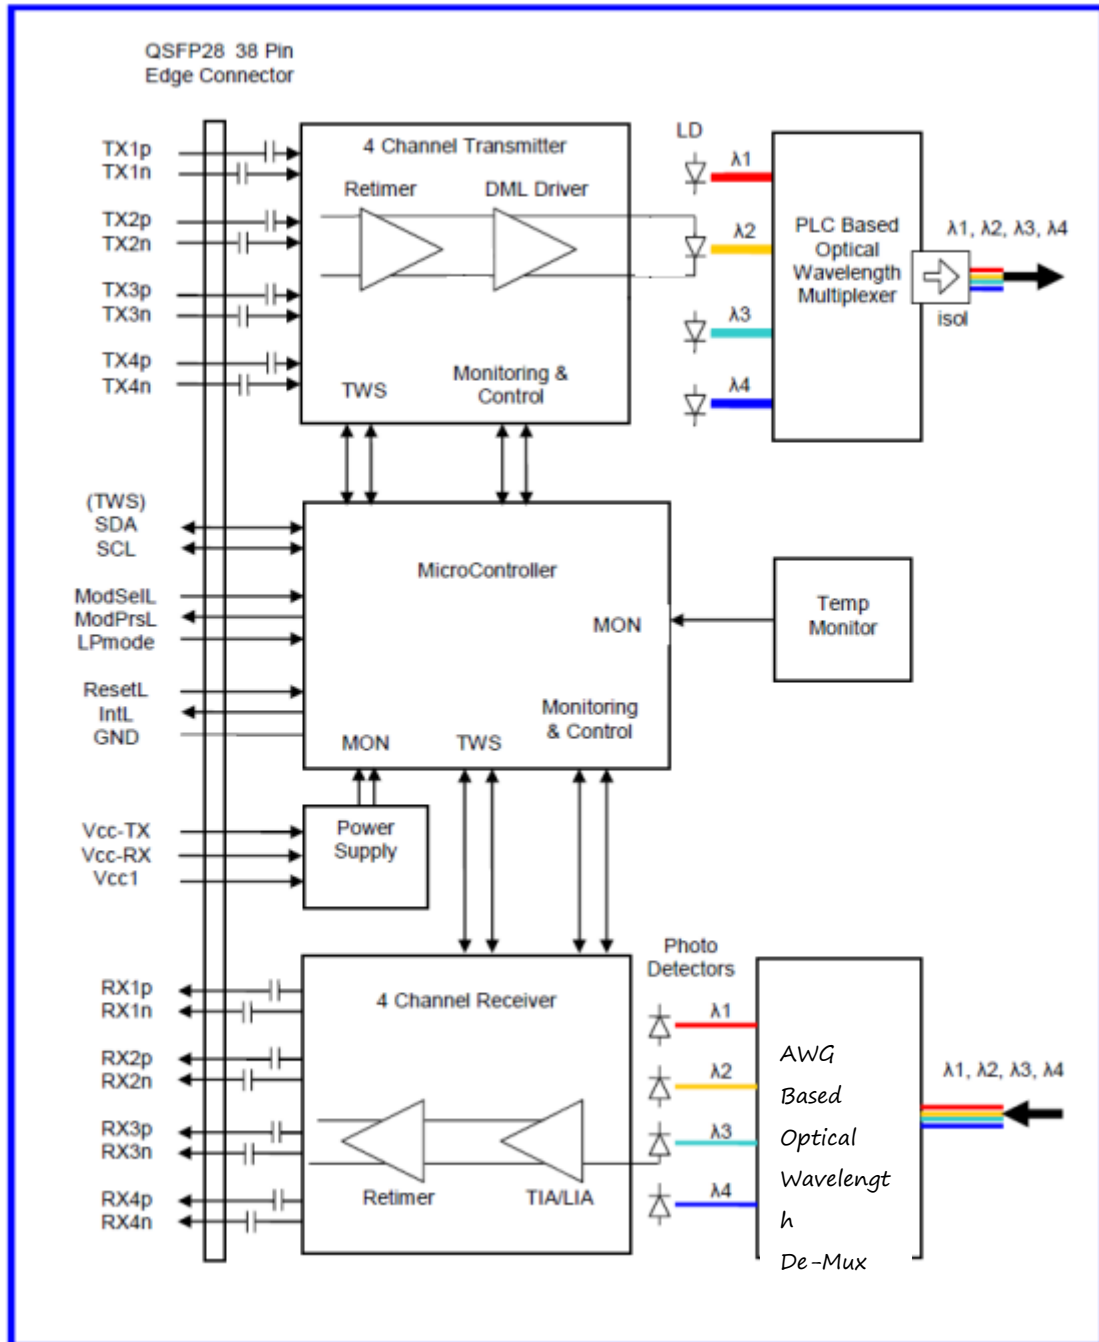 QSFP28 38 Pin
Edge Connector
TX1p
TX1n
TX2p
TX2n
TX3p
TX3n
TX4p
TX4n
4 Channel Transmitter
Retimer
DML Driver
TWS
Monitoring &
Control
LD
λ1
λ2
λ3
λ4
PLC Based
Optical
Wavelength
Multiplexer
λ1, λ2, λ3, λ4
isol
(TWS)
SDA
SCL
ModSelL
ModPrsL
LPmode
ResetL
IntL
GND
MicroController
MON
Monitoring
& Control
MON
TWS
Temp
Monitor
Vcc-TX
Vcc-RX
Vcc1
Power
Supply
RX1p
RX1n
RX2p
RX2n
RX3p
RX3n
RX4p
RX4n
4 Channel Receiver
Retimer
TIA/LIA
Photo
Detectors
λ1
λ2
λ3
λ4
AWG
Based
Optical
Wavelengt
h
De-Mux
λ1, λ2, λ3, λ4